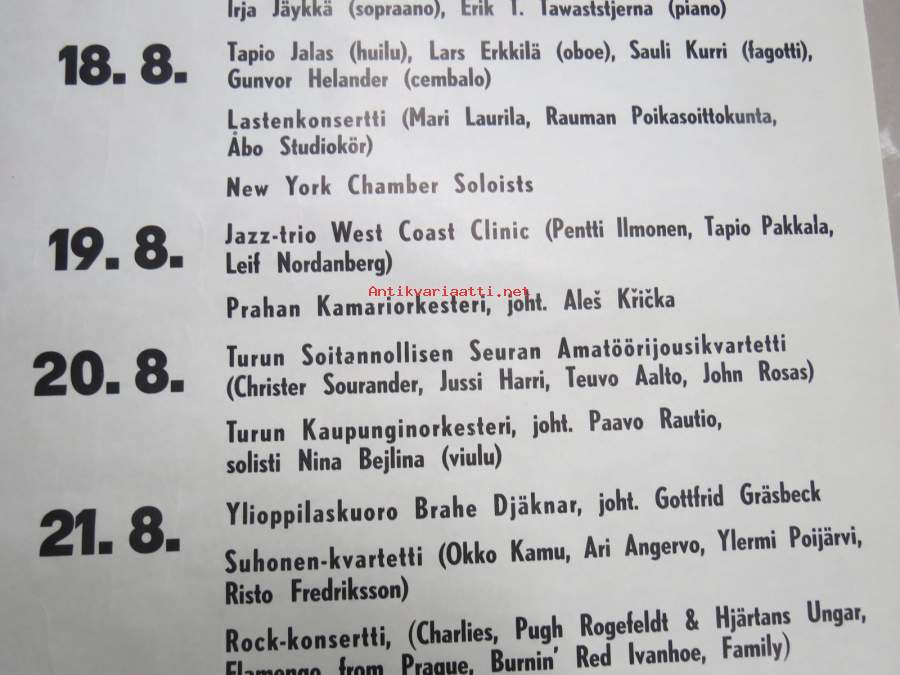 Irja Jäykkä (sopraano), Erik T. Tawaststjerna (piano)
18. 8.
Tapio Jalas (huilu), Lars Erkkilä (oboe), Sauli Kurri (fagotti),
Gunvor Helander (cembalo)
Lastenkonsertti (Mari Laurila, Rauman Poikasoittokunta,
Åbo Studiokör)
New York Chamber Soloists
19. 8.
Jazz-trio West Coast Clinic (Pentti Ilmonen, Tapio Pakkala,
Leif Nordanberg)
Antikvariaatti.net
Prahan Kamariorkesteri, joht. Aleš Křička
20. 8.
Turun Soitannollisen Seuran Amatöörijousikvartetti
(Christer Sourander, Jussi Harri, Teuvo Aalto, John Rosas)
Turun Kaupunginorkesteri, joht. Paavo Rautio,
solisti Nina Bejlina (viulu)
21. 8.
Ylioppilaskuoro Brahe Djäknar, joht. Gottfrid Gräsbeck
Suhonen-kvartetti (Okko Kamu, Ari Angervo, Ylermi Poijärvi,
Risto Fredriksson)
Rock-konsertti, (Charlies, Pugh Rogefeldt & Hjärtans Ungar,
Flamengo from Prague, Burnin' Red Ivanhoe, Family)